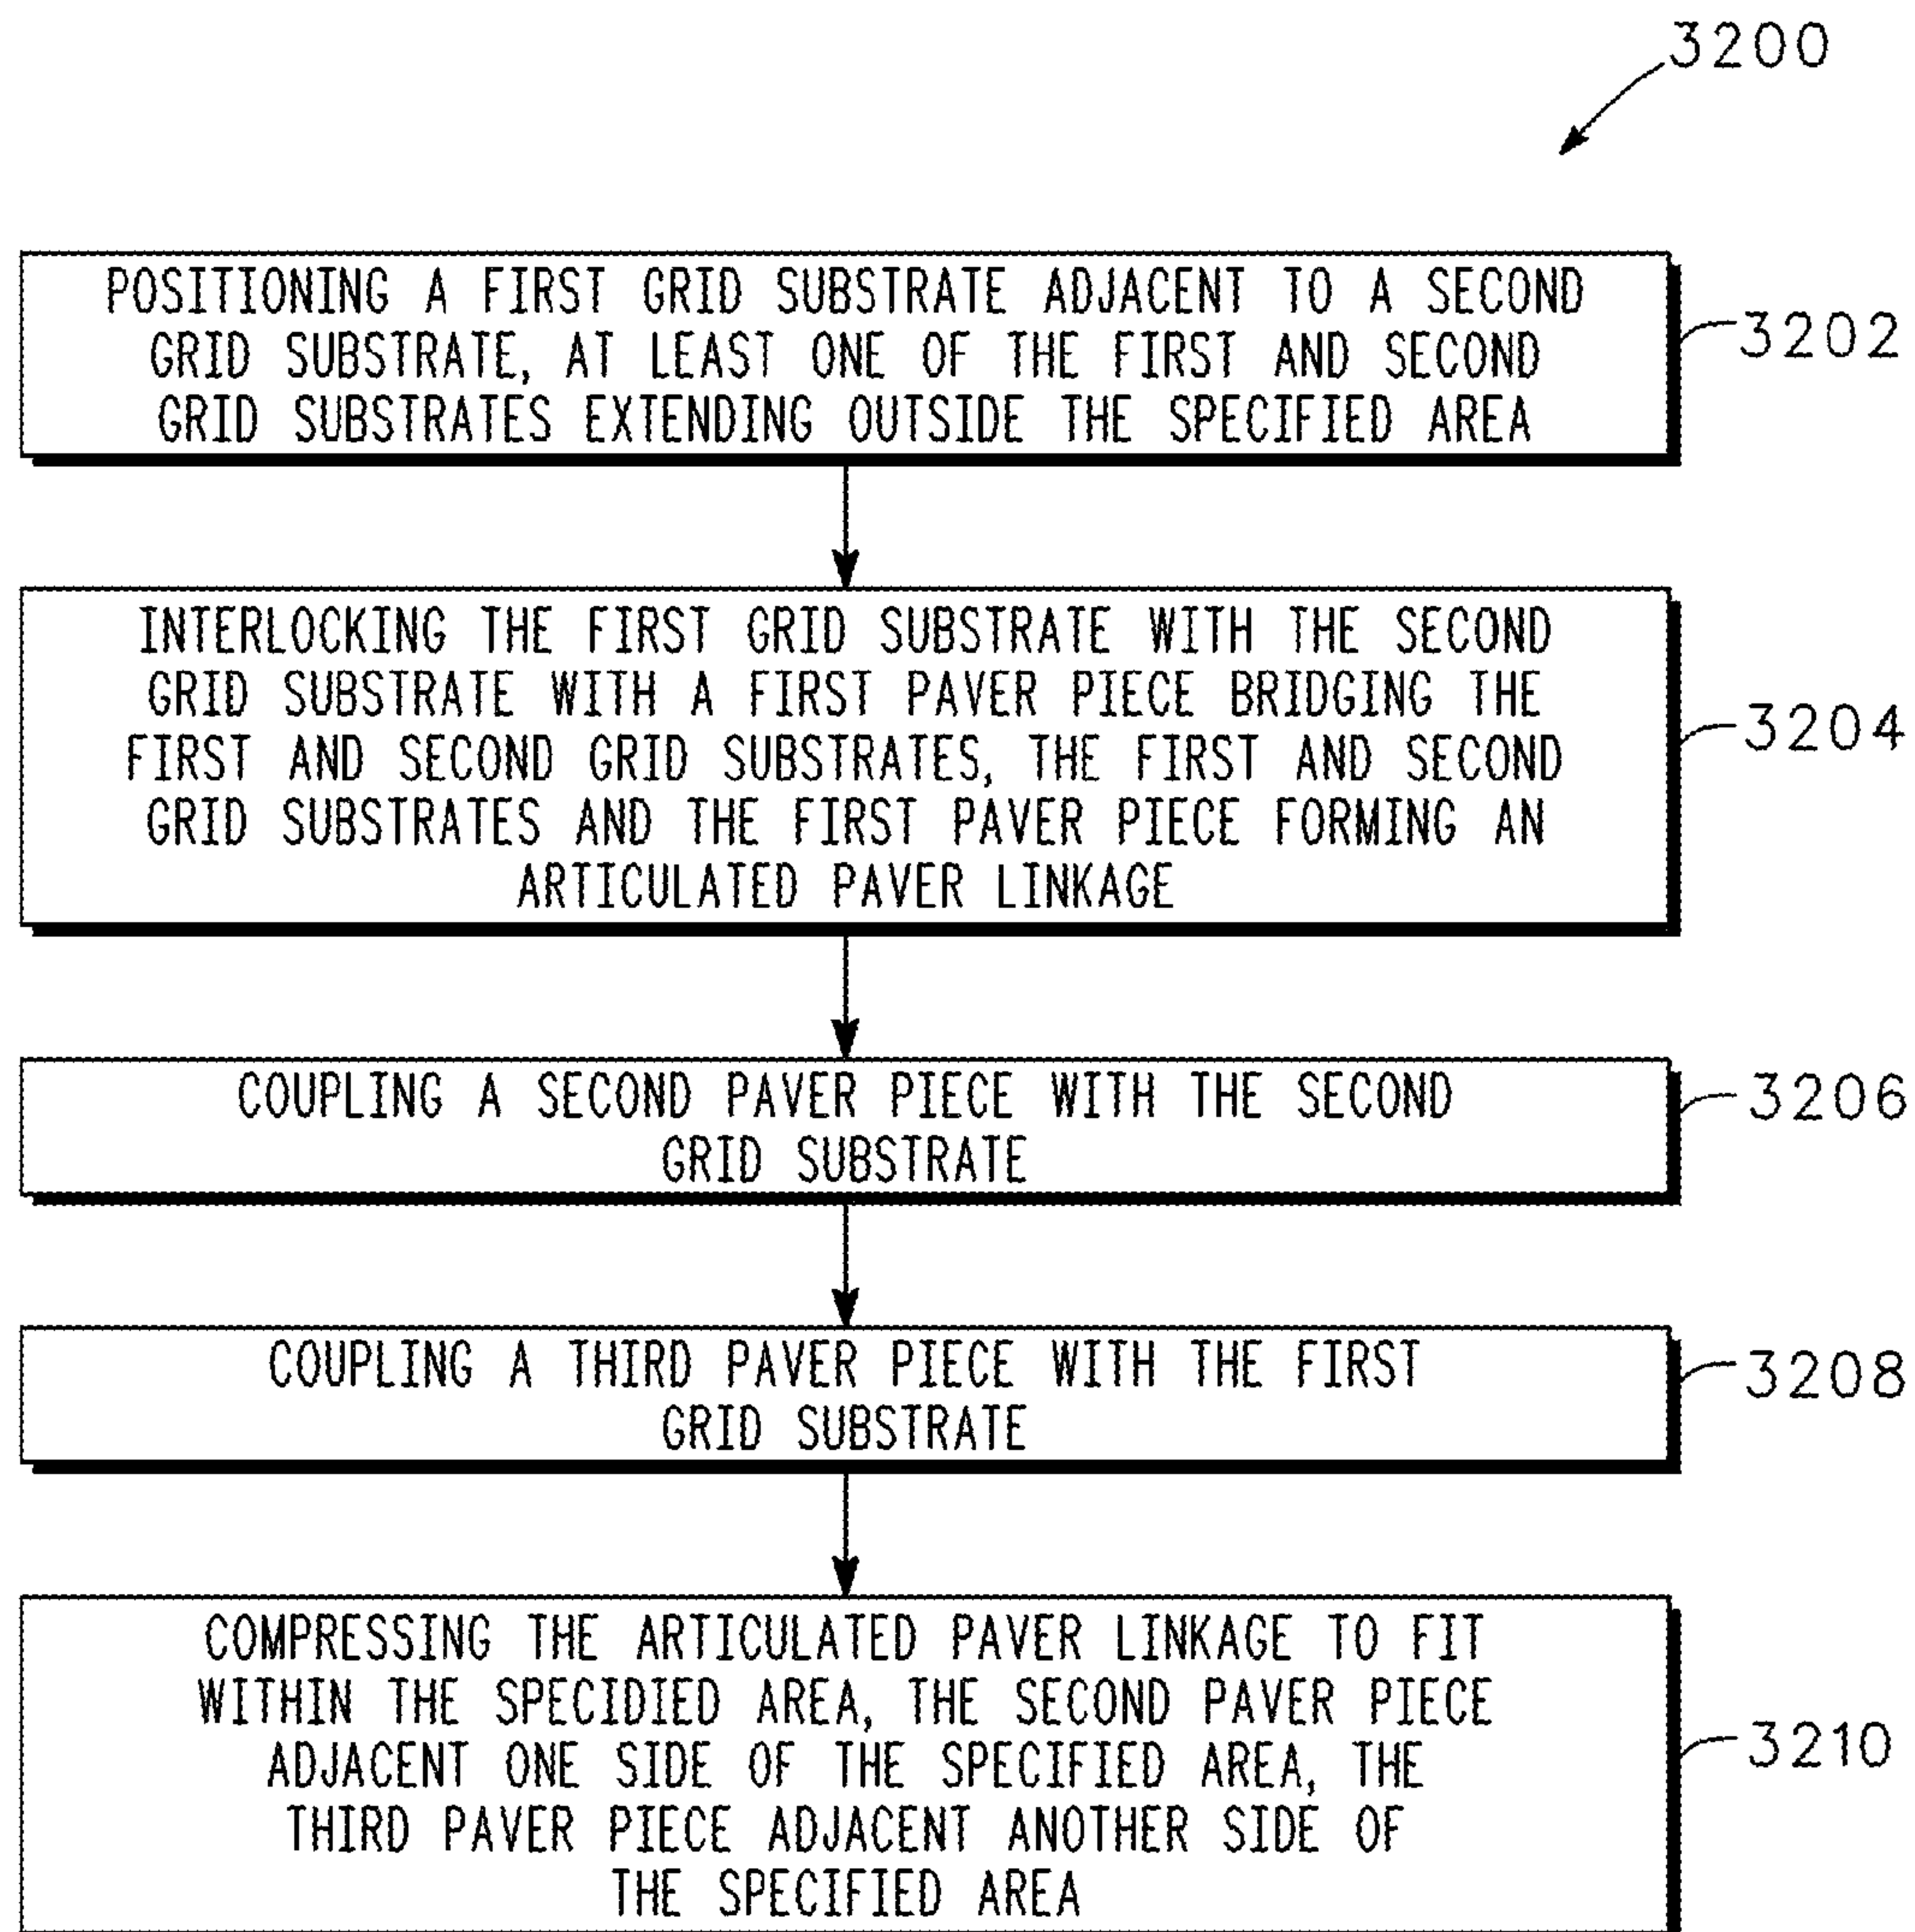 3200
POSITIONING A FIRST GRID SUBSTRATE ADJACENT TO A SECOND
GRID SUBSTRATE, AT LEAST ONE OF THE FIRST AND SECOND
GRID SUBSTRATES EXTENDING OUTSIDE THE SPECIFIED AREA
3202
INTERLOCKING THE FIRST GRID SUBSTRATE WITH THE SECOND
GRID SUBSTRATE WITH A FIRST PAVER PIECE BRIDGING THE
FIRST AND SECOND GRID SUBSTRATES, THE FIRST AND SECOND
GRID SUBSTRATES AND THE FIRST PAVER PIECE FORMING AN
ARTICULATED PAVER LINKAGE
3204
COUPLING A SECOND PAVER PIECE WITH THE SECOND
GRID SUBSTRATE
3206
COUPLING A THIRD PAVER PIECE WITH THE FIRST
GRID SUBSTRATE
3208
COMPRESSING THE ARTICULATED PAVER LINKAGE TO FIT
WITHIN THE SPECIDIED AREA, THE SECOND PAVER PIECE
ADJACENT ONE SIDE OF THE SPECIFIED AREA, THE
THIRD PAVER PIECE ADJACENT ANOTHER SIDE OF
THE SPECIFIED AREA
3210